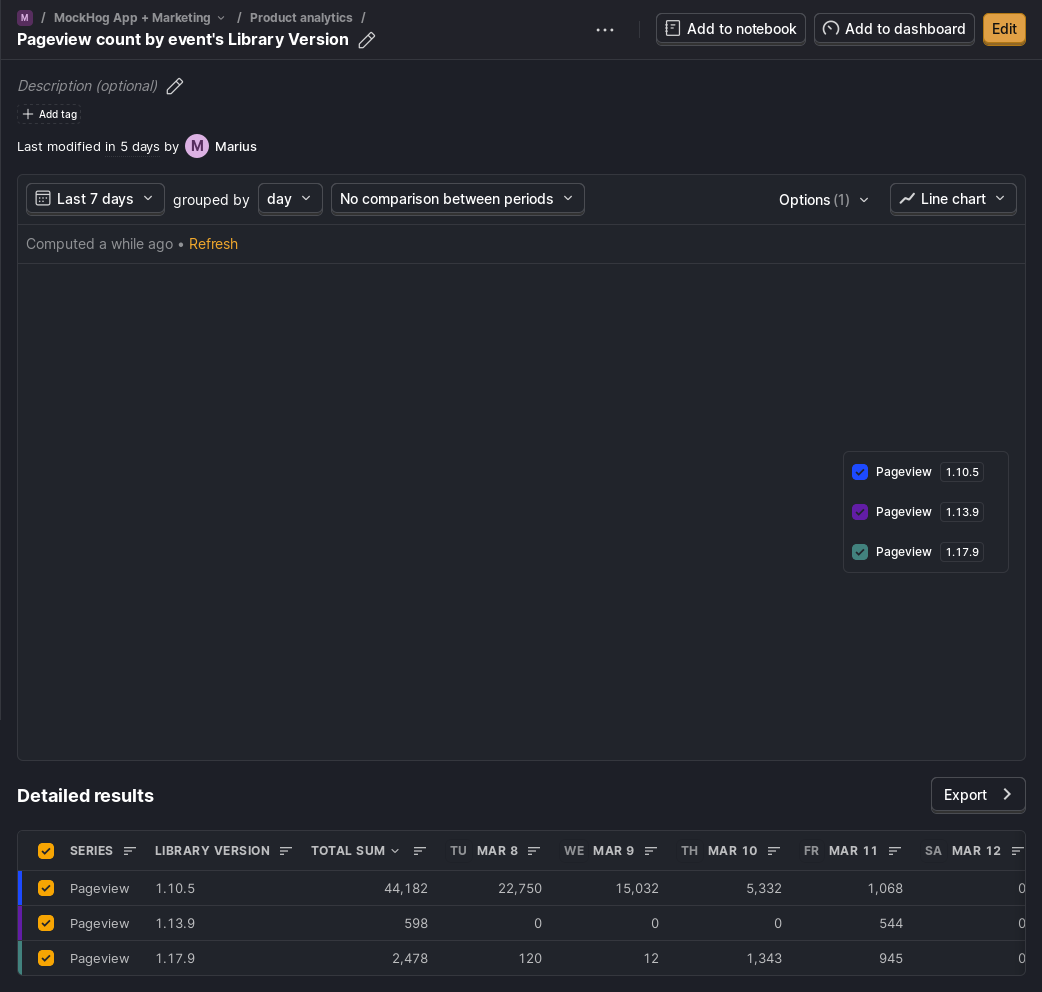 M / MockHog App + Marketing / Product analytics /
Pageview count by event's Library Version
Add to notebook
Add to dashboard
Edit
Description (optional)
Add tag
Last modified in 5 days by M Marius
Last 7 days grouped by day No comparison between periods Options (1) Line chart
Computed a while ago • Refresh
Pageview 1.10.5
Pageview 1.13.9
Pageview 1.17.9
Detailed results
Export
SERIES LIBRARY VERSION TOTAL SUM TU MAR 8 WE MAR 9 TH MAR 10 FR MAR 11 SA MAR 12
Pageview 1.10.5 44,182 22,750 15,032 5,332 1,068 0
Pageview 1.13.9 598 0 0 0 544 0
Pageview 1.17.9 2,478 120 12 1,343 945 0